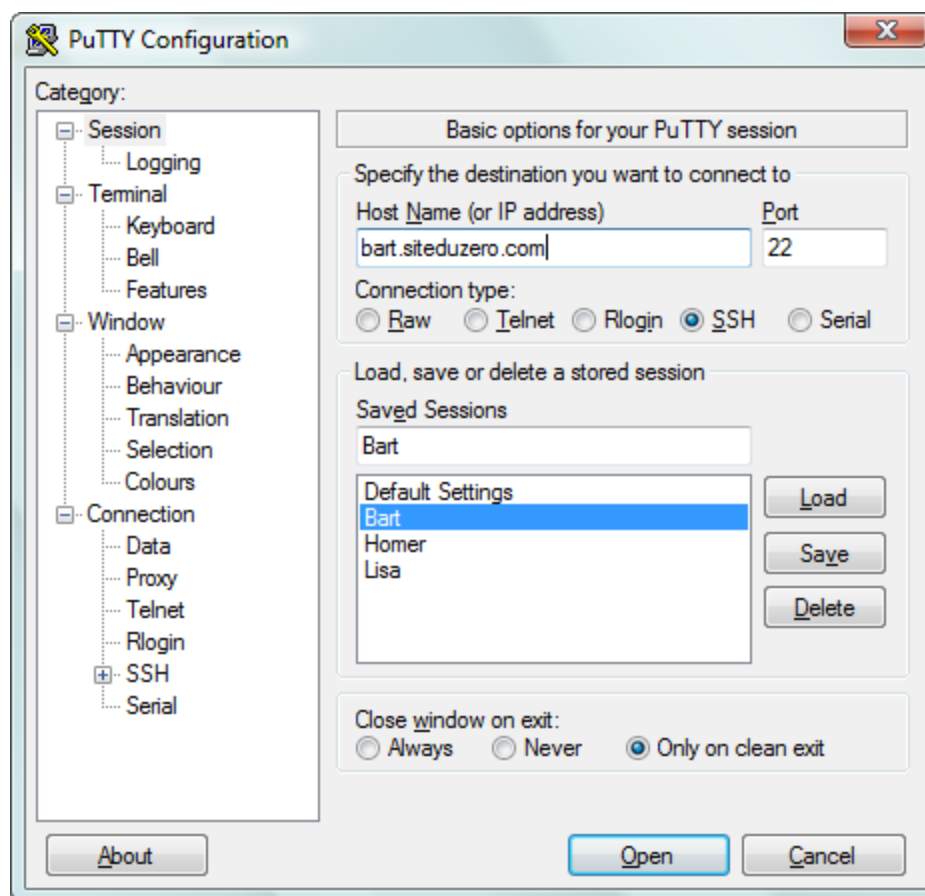 PuTTY Configuration
Category:
Session
Logging
Terminal
Keyboard
Bell
Features
Window
Appearance
Behaviour
Translation
Selection
Colours
Connection
Data
Proxy
Telnet
Rlogin
SSH
Serial
Basic options for your PuTTY session
Specify the destination you want to connect to
Host Name (or IP address) Port
bart.siteduzero.com 22
Connection type:
Raw Telnet Rlogin SSH Serial
Load, save or delete a stored session
Saved Sessions
Bart
Default Settings
Bart
Homer
Lisa
Load
Save
Delete
Close window on exit:
Always Never Only on clean exit
About Open Cancel